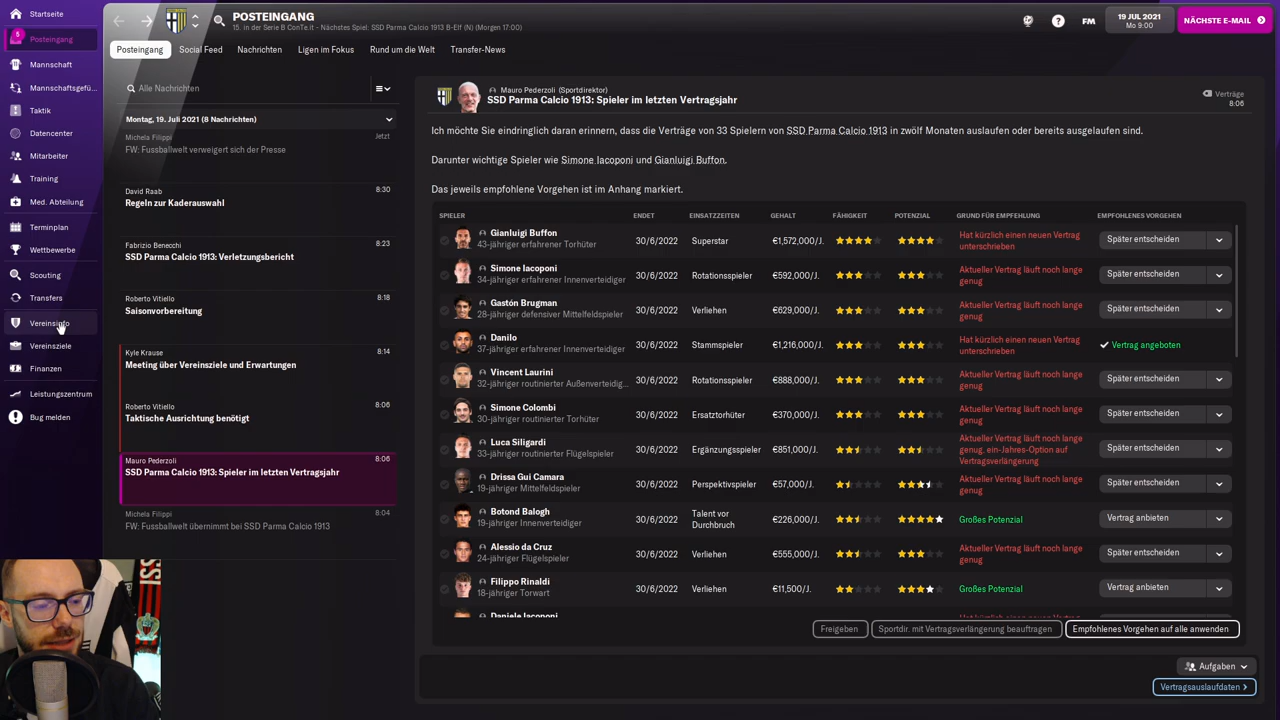 Startseite
5
Posteingang
Mannschaft
Mannschaftsgefü...
Taktik
Datencenter
Mitarbeiter
Training
Med. Abteilung
Terminplan
Wettbewerbe
Scouting
Transfers
Vereinsinfo
Vereinsziele
Finanzen
Leistungszentrum
Bug melden
POSTEINGANG
15. in der Serie B ConTe.it - Nächstes Spiel: SSD Parma Calcio 1913 B-Elf (N) (Morgen 17:00)
? FM
19 JUL 2021
Mo 9:00
NÄCHSTE E-MAIL
Posteingang Social Feed Nachrichten Ligen im Fokus Rund um die Welt Transfer-News
Alle Nachrichten
Montag, 19. Juli 2021 (8 Nachrichten)
Michela Filippi Jetzt
FW: Fussballwelt verweigert sich der Presse
David Raab 8:30
Regeln zur Kaderauswahl
Fabrizio Benecchi 8:23
SSD Parma Calcio 1913: Verletzungsbericht
Roberto Vitiello 8:18
Saisonvorbereitung
Kyle Krause 8:14
Meeting über Vereinsziele und Erwartungen
Roberto Vitiello 8:06
Taktische Ausrichtung benötigt
Mauro Pederzoli 8:06
SSD Parma Calcio 1913: Spieler im letzten Vertragsjahr
Michela Filippi 8:04
FW: Fussballwelt übernimmt bei SSD Parma Calcio 1913
Mauro Pederzoli (Sportdirektor)
SSD Parma Calcio 1913: Spieler im letzten Vertragsjahr
Verträge
8:06
Ich möchte Sie eindringlich daran erinnern, dass die Verträge von 33 Spielern von SSD Parma Calcio 1913 in zwölf Monaten auslaufen oder bereits ausgelaufen sind.
Darunter wichtige Spieler wie Simone Iacoponi und Gianluigi Buffon.
Das jeweils empfohlene Vorgehen ist im Anhang markiert.
SPIELER ENDET EINSATZZEITEN GEHALT FÄHIGKEIT POTENZIAL GRUND FÜR EMPFEHLUNG EMPFOHLENES VORGEHEN
Gianluigi Buffon
43-jähriger erfahrener Torhüter
30/6/2022 Superstar €1,572,000/J.
Hat kürzlich einen neuen Vertrag
unterschrieben
Später entscheiden
Simone Iacoponi
34-jähriger erfahrener Innenverteidiger
30/6/2022 Rotationsspieler €592,000/J.
Aktueller Vertrag läuft noch lange
genug
Später entscheiden
Gastón Brugman
28-jähriger defensiver Mittelfeldspieler
30/6/2022 Verliehen €629,000/J.
Aktueller Vertrag läuft noch lange
genug
Später entscheiden
Danilo
37-jähriger erfahrener Innenverteidiger
30/6/2022 Stammspieler €1,216,000/J.
Hat kürzlich einen neuen Vertrag
unterschrieben
Vertrag angeboten
Vincent Laurini
32-jähriger routinierter Außenverteidig...
30/6/2022 Rotationsspieler €888,000/J.
Aktueller Vertrag läuft noch lange
genug
Später entscheiden
Simone Colombi
30-jähriger routinierter Torhüter
30/6/2022 Ersatztorhüter €370,000/J.
Aktueller Vertrag läuft noch lange
genug
Später entscheiden
Luca Siligardi
33-jähriger routinierter Flügelspieler
30/6/2022 Ergänzungsspieler €851,000/J.
Aktueller Vertrag läuft noch lange
genug. ein-Jahres-Option auf
Vertragsverlängerung
Später entscheiden
Drissa Gui Camara
19-jähriger Mittelfeldspieler
30/6/2022 Perspektivspieler €57,000/J.
Aktueller Vertrag läuft noch lange
genug
Später entscheiden
Botond Balogh
19-jähriger Innenverteidiger
30/6/2022 Talent vor
Durchbruch
€226,000/J.
Großes Potenzial
Vertrag anbieten
Alessio da Cruz
24-jähriger Flügelspieler
30/6/2022 Verliehen €555,000/J.
Aktueller Vertrag läuft noch lange
genug
Später entscheiden
Filippo Rinaldi
18-jähriger Torwart
30/6/2022 Verliehen €11,500/J.
Großes Potenzial
Vertrag anbieten
Daniele Iacoponi
Freigeben Sportdir. mit Vertragsverlängerung beauftragen Empfohlenes Vorgehen auf alle anwenden
Aufgaben
Vertragsauslaufdaten